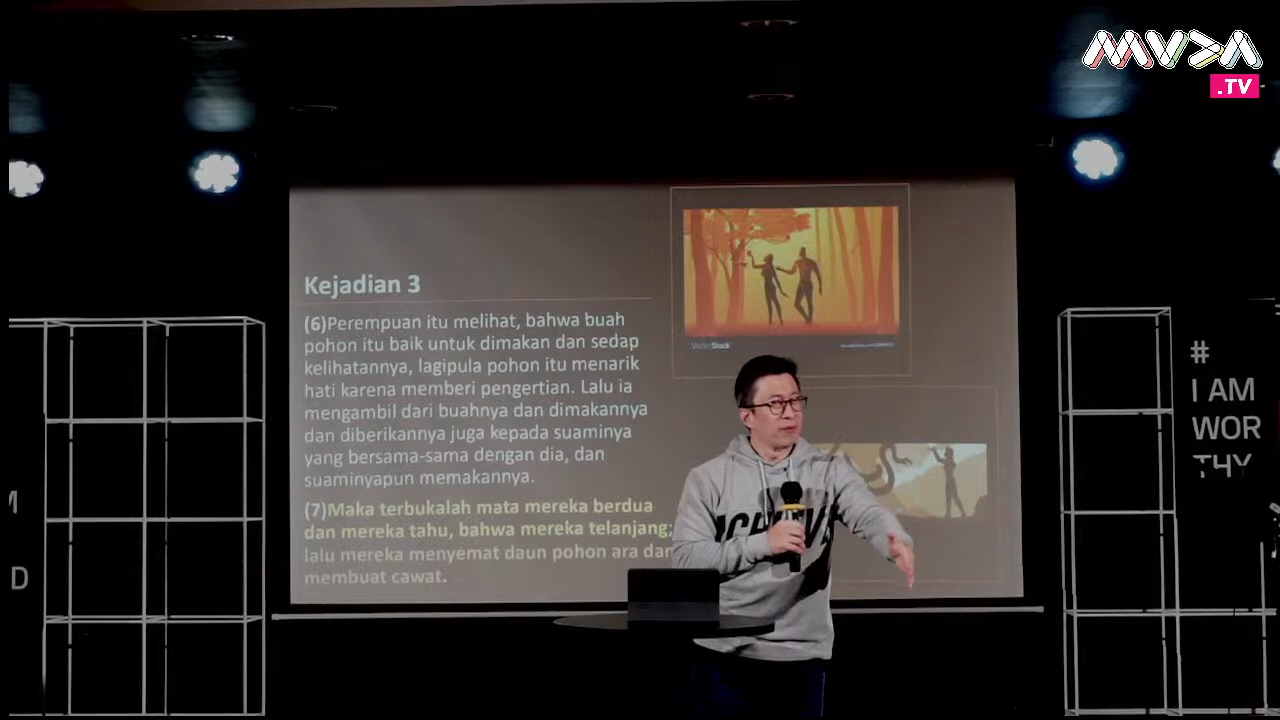 MVDA
.TV
Kejadian 3
(6)Perempuan itu melihat, bahwa buah
pohon itu baik untuk dimakan dan sedap
kelihatannya, lagipula pohon itu menarik
hati karena memberi pengertian. Lalu ia
mengambil dari buahnya dan dimakannya
dan diberikannya juga kepada suaminya
yang bersama-sama dengan dia, dan
suaminyapun memakannya.
(7)Maka terbukalah mata mereka berdua
dan mereka tahu, bahwa mereka telanjang;
lalu mereka menyemat daun pohon ara dan
membuat cawat.
VectorStock
#
I AM
WOR
THY
M
D